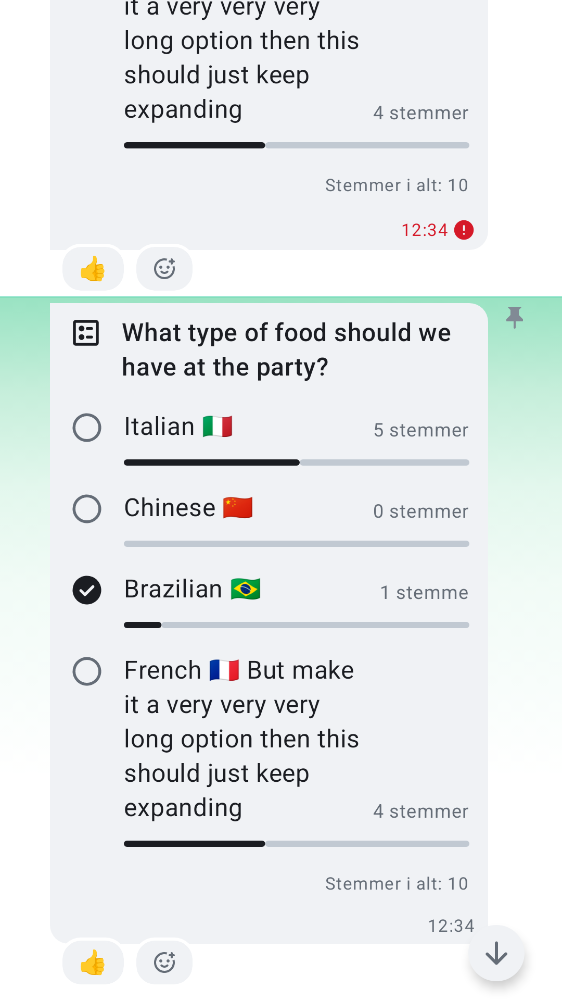 it a very very very
long option then this
should just keep
expanding
4 stemmer
Stemmer i alt: 10
12:34
What type of food should we
have at the party?
Italian 🇮🇹
5 stemmer
Chinese 🇨🇳
0 stemmer
Brazilian 🇧🇷
1 stemme
French 🇫🇷 But make
it a very very very
long option then this
should just keep
expanding
4 stemmer
Stemmer i alt: 10
12:34